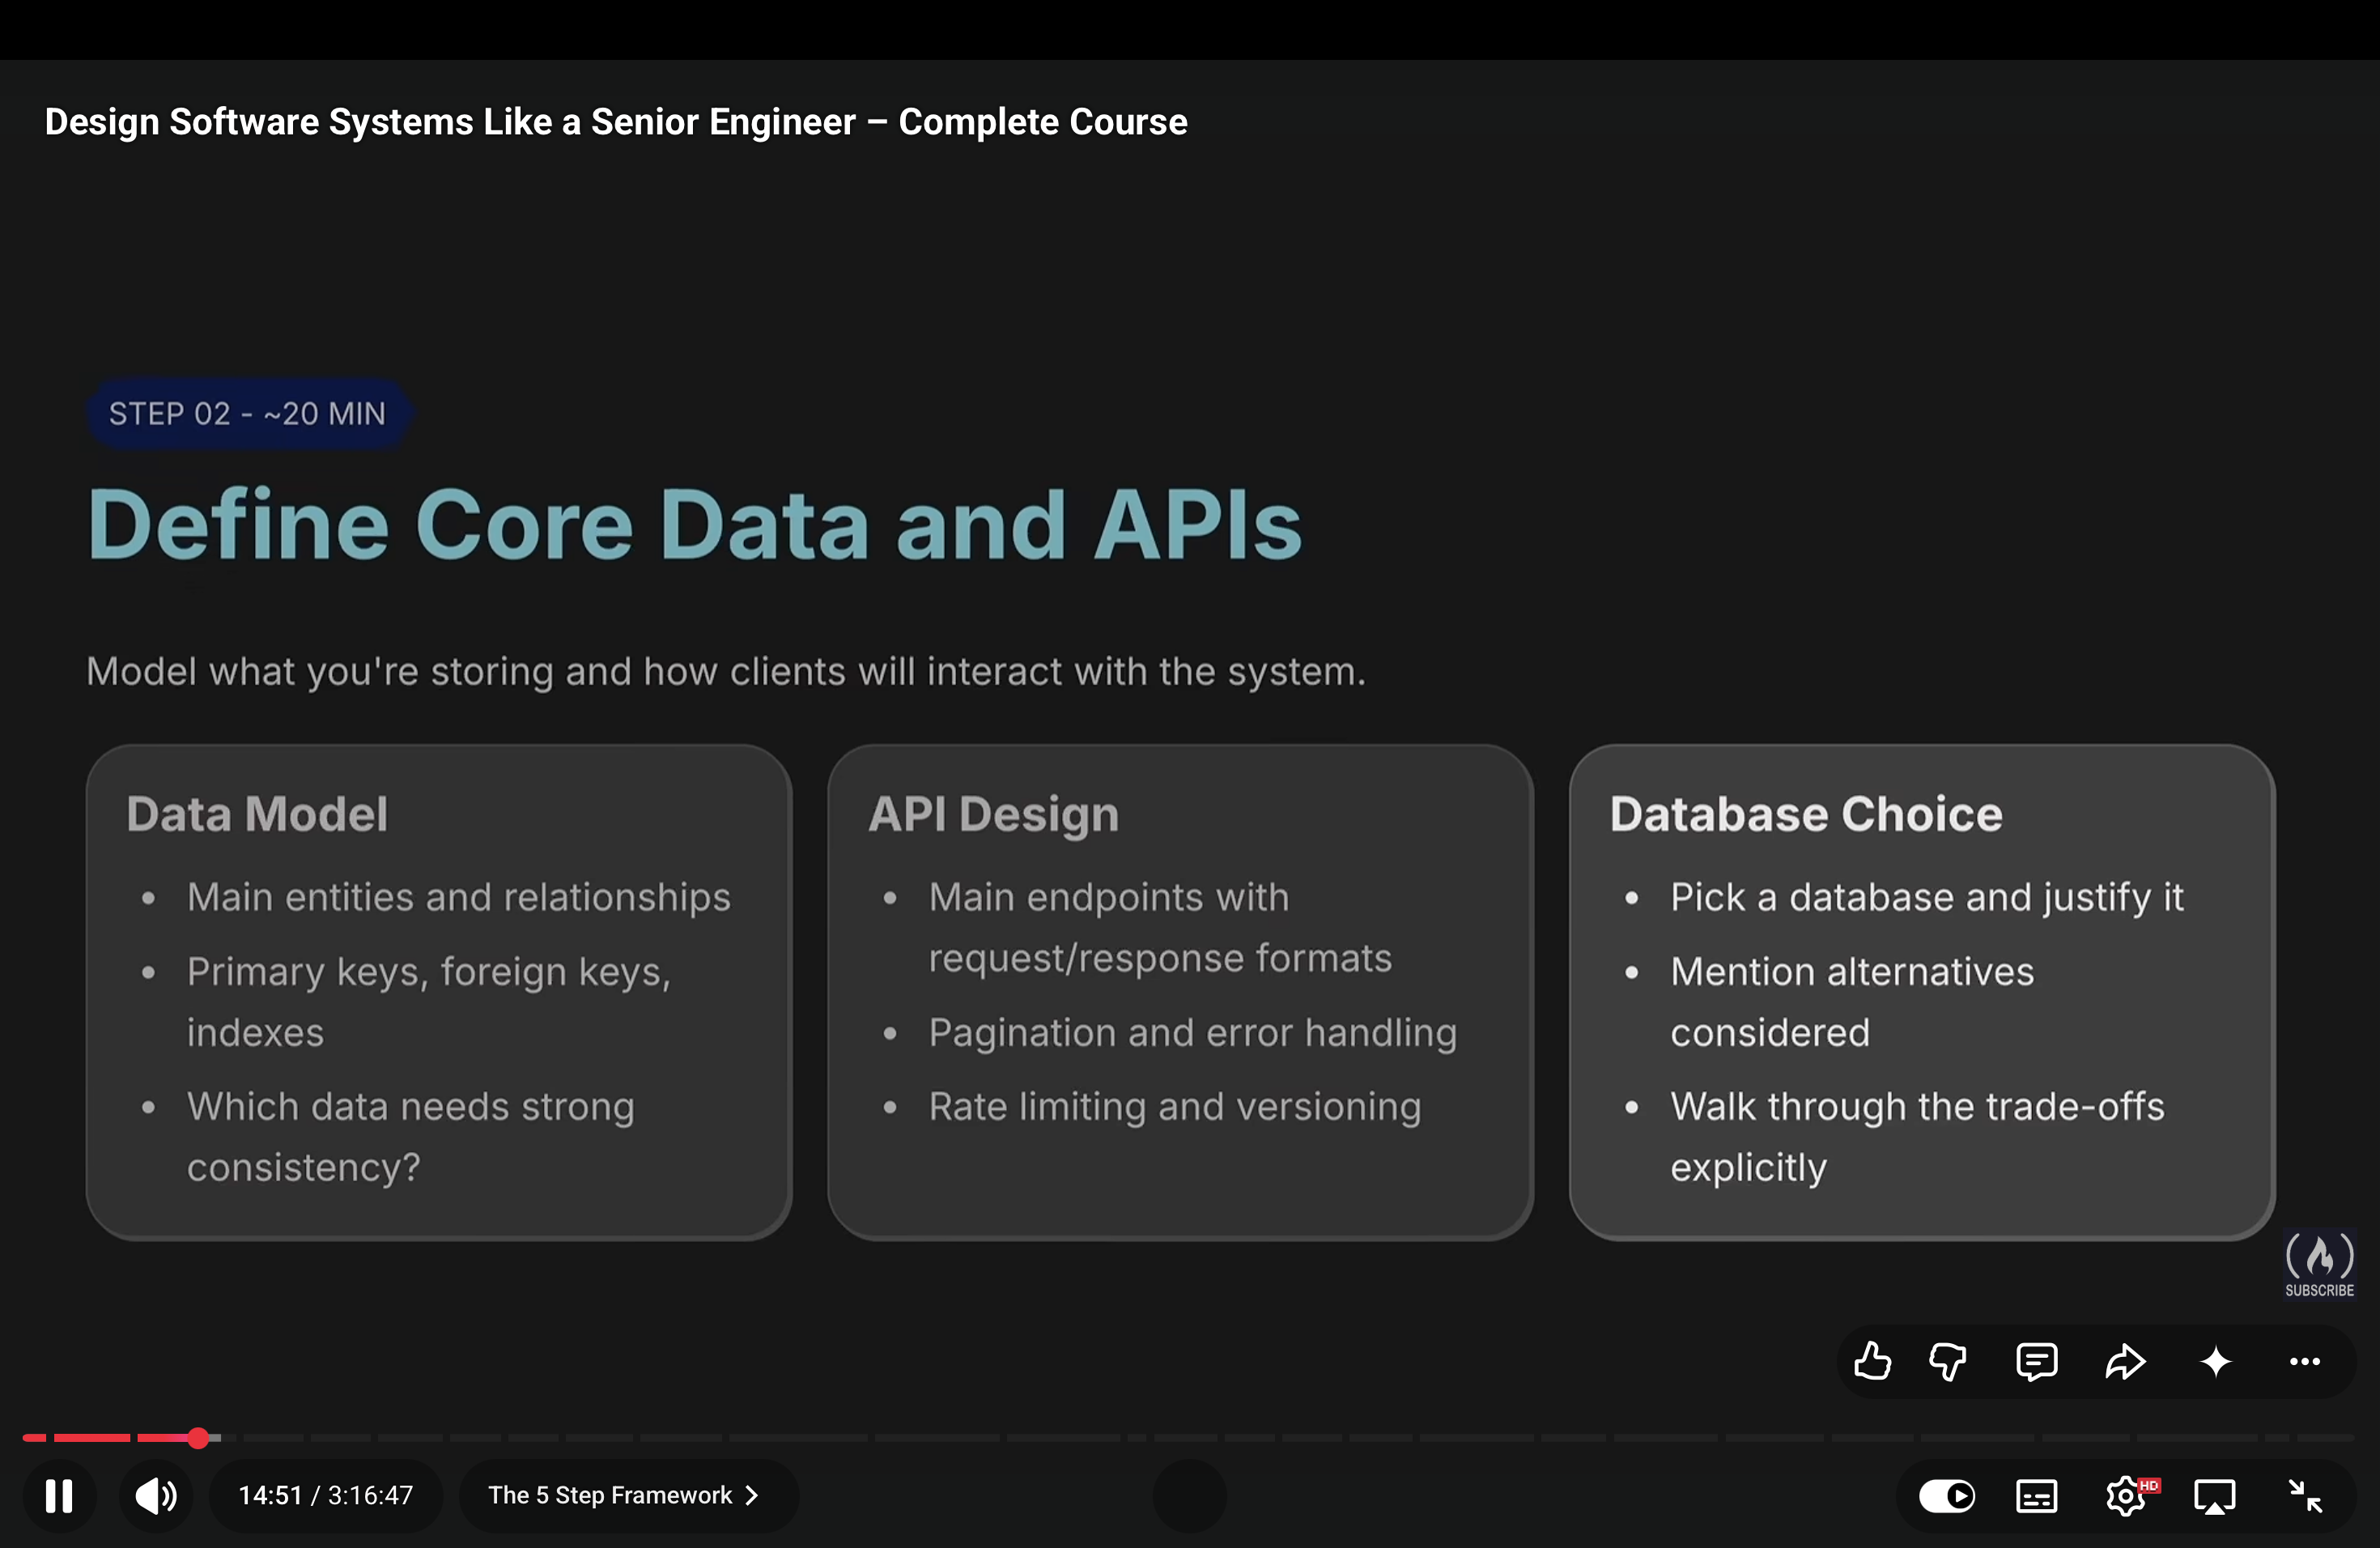 Design Software Systems Like a Senior Engineer – Complete Course
STEP 02 - ~20 MIN
Define Core Data and APIs
Model what you're storing and how clients will interact with the system.
Data Model
• Main entities and relationships
• Primary keys, foreign keys,
indexes
• Which data needs strong
consistency?
API Design
• Main endpoints with
request/response formats
• Pagination and error handling
• Rate limiting and versioning
Database Choice
• Pick a database and justify it
• Mention alternatives
considered
• Walk through the trade-offs
explicitly
SUBSCRIBE
14:51 / 3:16:47
The 5 Step Framework
HD